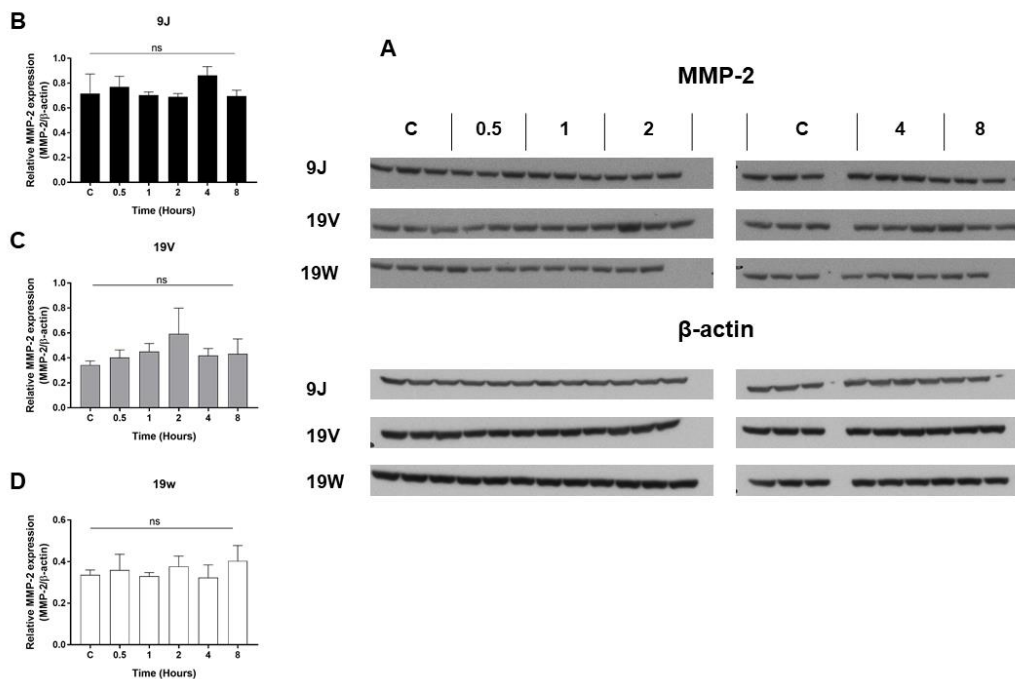 B
9J
ns
Relative MMP-2 expression
(MMP-2/β-actin)
1.0
0.8
0.6
0.4
0.2
0.0
C 0.5 1 2 4 8
Time (Hours)
C
19V
ns
Relative MMP-2 expression
(MMP-2/β-actin)
1.0
0.8
0.6
0.4
0.2
0.0
C 0.5 1 2 4 8
Time (Hours)
D
19w
ns
Relative MMP-2 expression
(MMP-2/β-actin)
0.6
0.4
0.2
0.0
C 0.5 1 2 4 8
Time (Hours)
A
MMP-2
C 0.5 1 2 C 4 8
9J
19V
19W
β-actin
9J
19V
19W